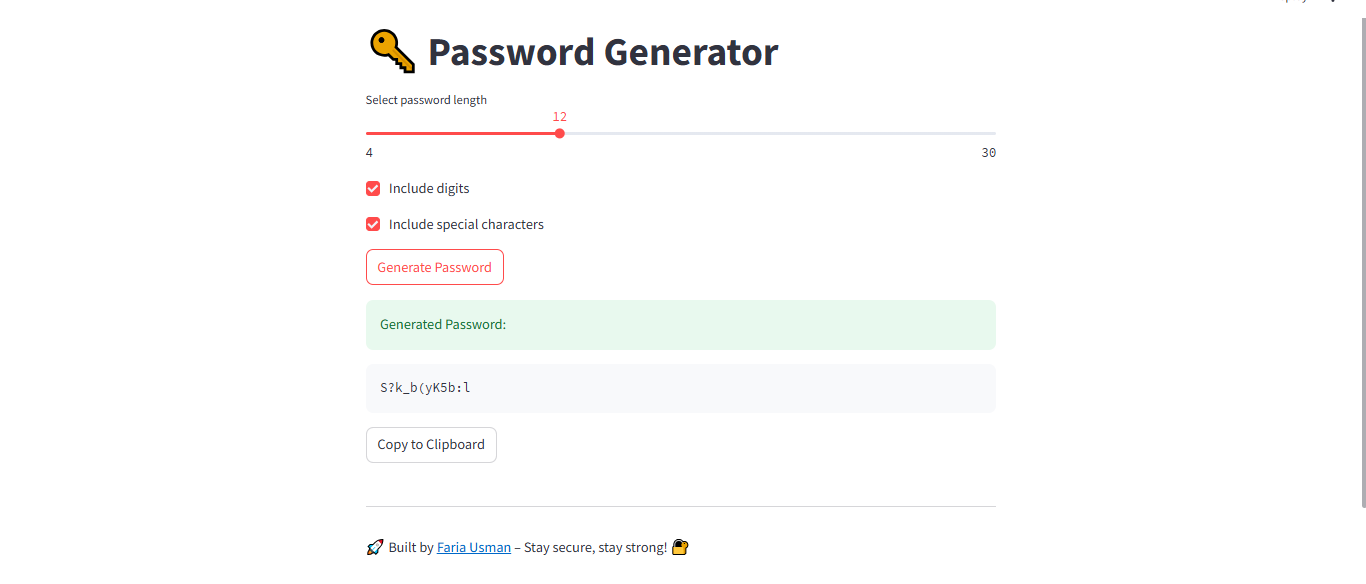 Password Generator
Select password length
12
4 30
Include digits
Include special characters
Generate Password
Generated Password:
S?k_b(yK5b:l
Copy to Clipboard
Built by Faria Usman – Stay secure, stay strong!